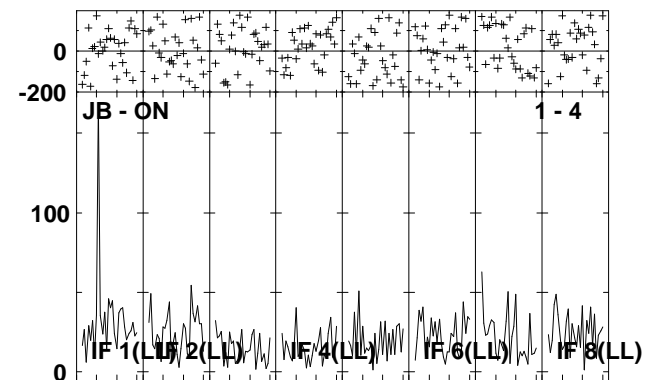 0
-200
JB - ON 1 - 4
100
IF 1(LL) IF 2(LL) IF 4(LL) IF 6(LL) IF 8(LL)
0